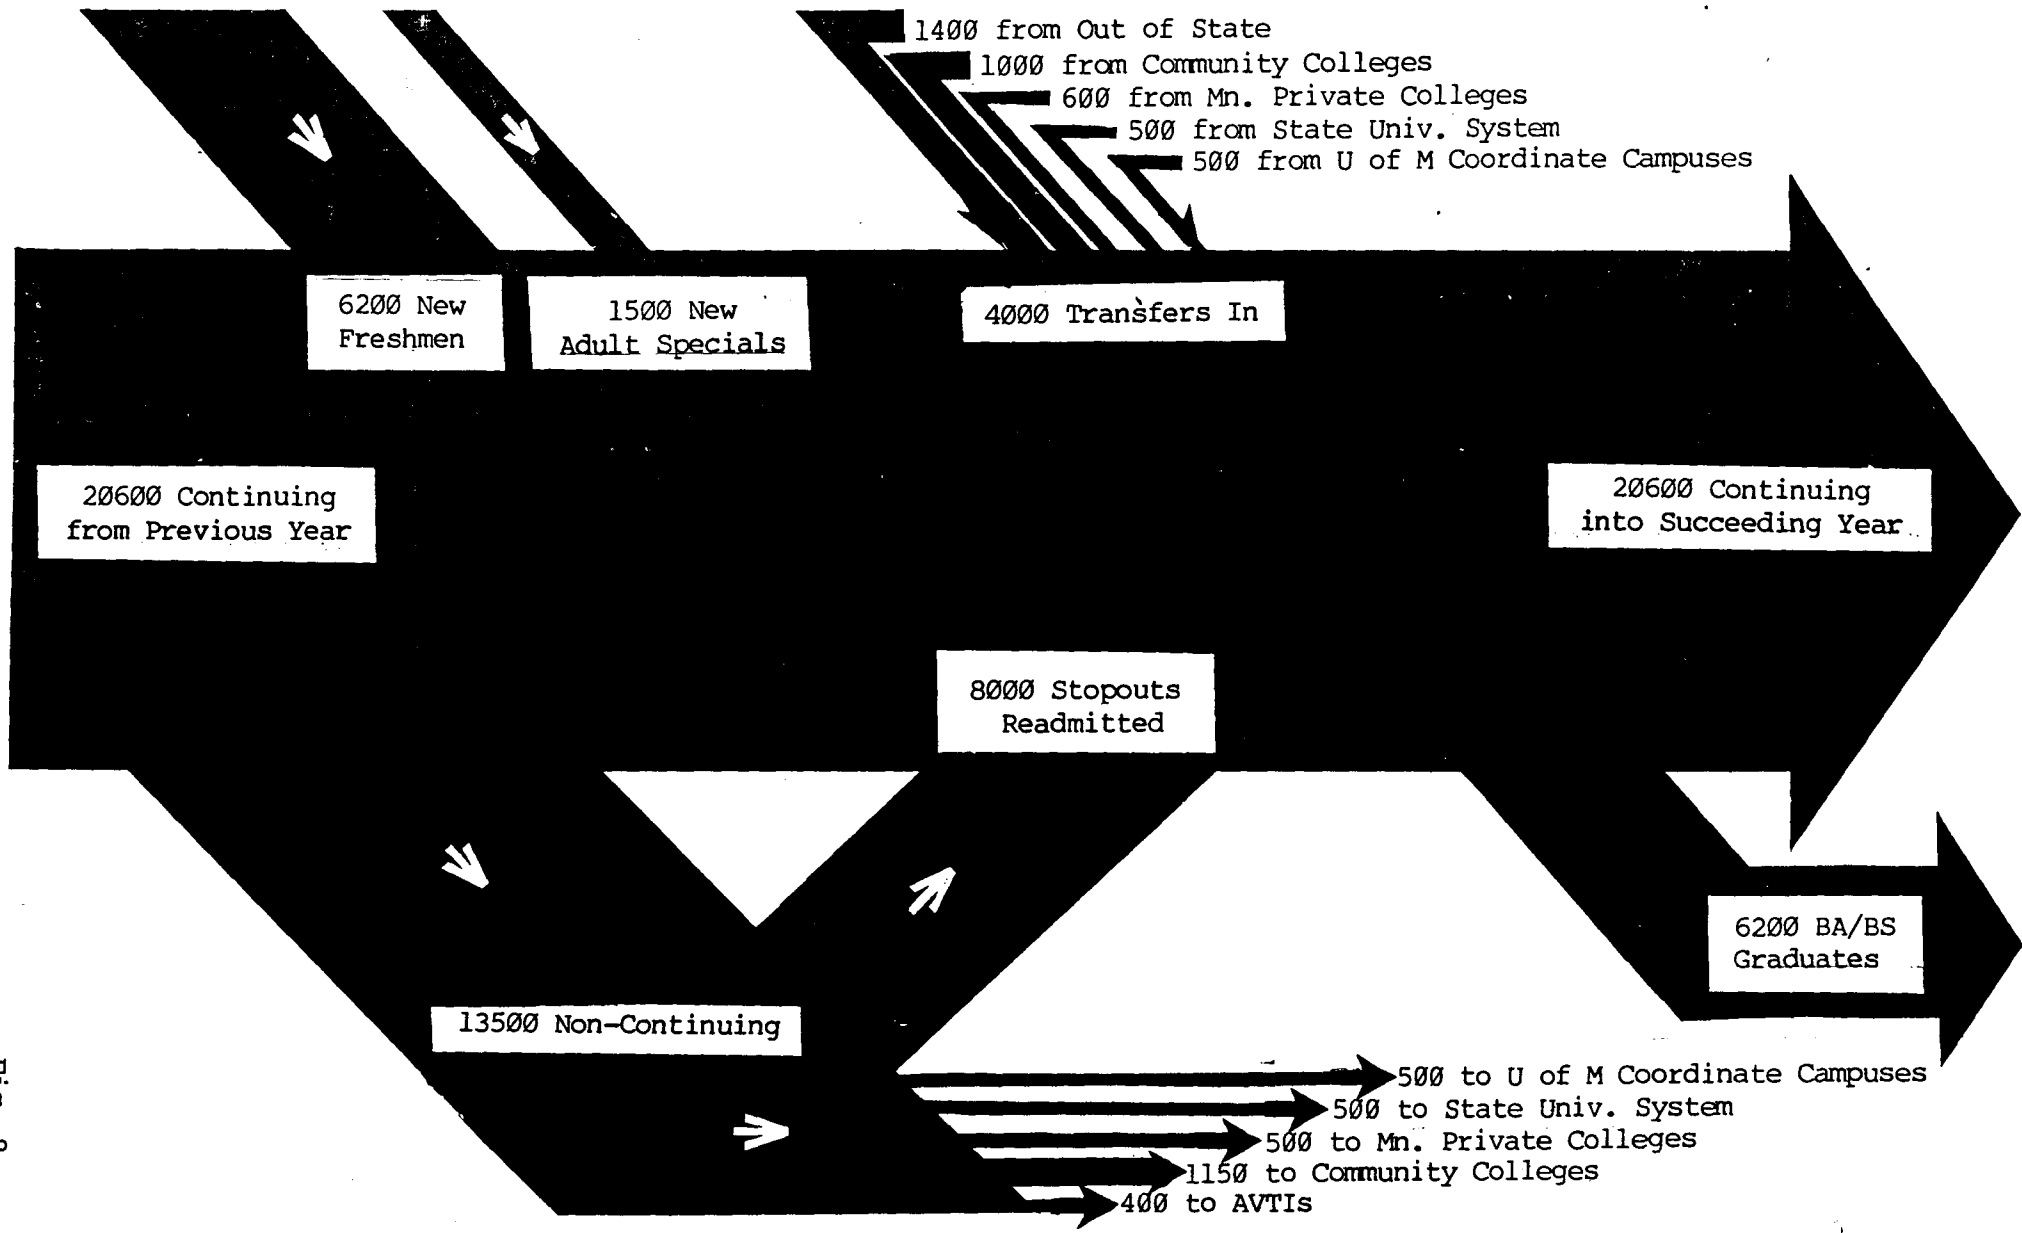 1400 from Out of State
1000 from Community Colleges
600 from Mn. Private Colleges
500 from State Univ. System
500 from U of M Coordinate Campuses
6200 New
Freshmen
1500 New
Adult Specials
4000 Transfers In
20600 Continuing
from Previous Year
20600 Continuing
into Succeeding Year
8000 Stopouts
Readmitted
6200 BA/BS
Graduates
13500 Non-Continuing
500 to U of M Coordinate Campuses
500 to State Univ. System
500 to Mn. Private Colleges
1150 to Community Colleges
400 to AVTIs